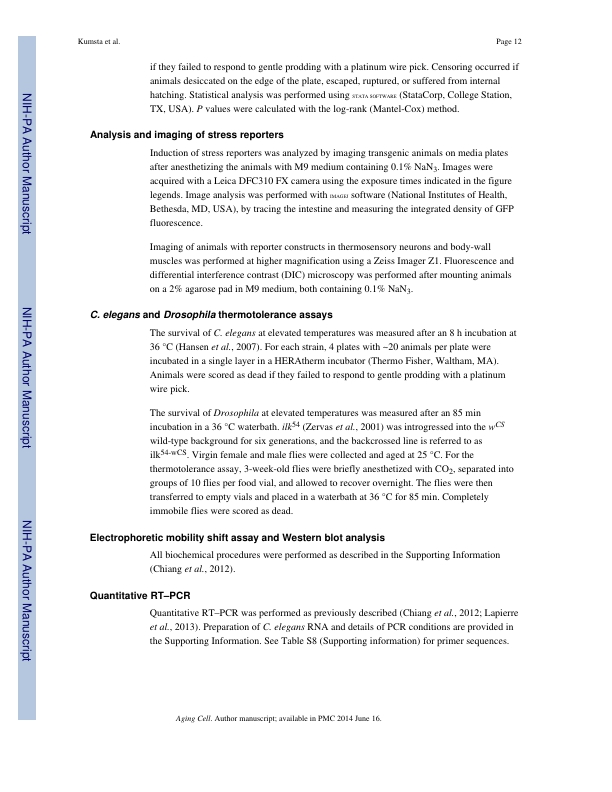 Kumsta et al.
Page 12
if they failed to respond to gentle prodding with a platinum wire pick. Censoring occurred if
animals desiccated on the edge of the plate, escaped, ruptured, or suffered from internal
hatching. Statistical analysis was performed using STATA SOFTWARE (StataCorp, College Station,
TX, USA). P values were calculated with the log-rank (Mantel-Cox) method.
Analysis and imaging of stress reporters
Induction of stress reporters was analyzed by imaging transgenic animals on media plates
after anesthetizing the animals with M9 medium containing 0.1% NaN3. Images were
acquired with a Leica DFC310 FX camera using the exposure times indicated in the figure
legends. Image analysis was performed with IMAGEJ software (National Institutes of Health,
Bethesda, MD, USA), by tracing the intestine and measuring the integrated density of GFP
fluorescence.
Imaging of animals with reporter constructs in thermosensory neurons and body-wall
muscles was performed at higher magnification using a Zeiss Imager Z1. Fluorescence and
differential interference contrast (DIC) microscopy was performed after mounting animals
on a 2% agarose pad in M9 medium, both containing 0.1% NaN3.
C. elegans and Drosophila thermotolerance assays
The survival of C. elegans at elevated temperatures was measured after an 8 h incubation at
36 °C (Hansen et al., 2007). For each strain, 4 plates with ~20 animals per plate were
incubated in a single layer in a HERAtherm incubator (Thermo Fisher, Waltham, MA).
Animals were scored as dead if they failed to respond to gentle prodding with a platinum
wire pick.
The survival of Drosophila at elevated temperatures was measured after an 85 min
incubation in a 36 °C waterbath. ilk54 (Zervas et al., 2001) was introgressed into the wCS
wild-type background for six generations, and the backcrossed line is referred to as
ilk54-wCS. Virgin female and male flies were collected and aged at 25 °C. For the
thermotolerance assay, 3-week-old flies were briefly anesthetized with CO2, separated into
groups of 10 flies per food vial, and allowed to recover overnight. The flies were then
transferred to empty vials and placed in a waterbath at 36 °C for 85 min. Completely
immobile flies were scored as dead.
Electrophoretic mobility shift assay and Western blot analysis
All biochemical procedures were performed as described in the Supporting Information
(Chiang et al., 2012).
Quantitative RT–PCR
Quantitative RT–PCR was performed as previously described (Chiang et al., 2012; Lapierre
et al., 2013). Preparation of C. elegans RNA and details of PCR conditions are provided in
the Supporting Information. See Table S8 (Supporting information) for primer sequences.
Aging Cell. Author manuscript; available in PMC 2014 June 16.
NIH-PA Author Manuscript
NIH-PA Author Manuscript
NIH-PA Author Manuscript